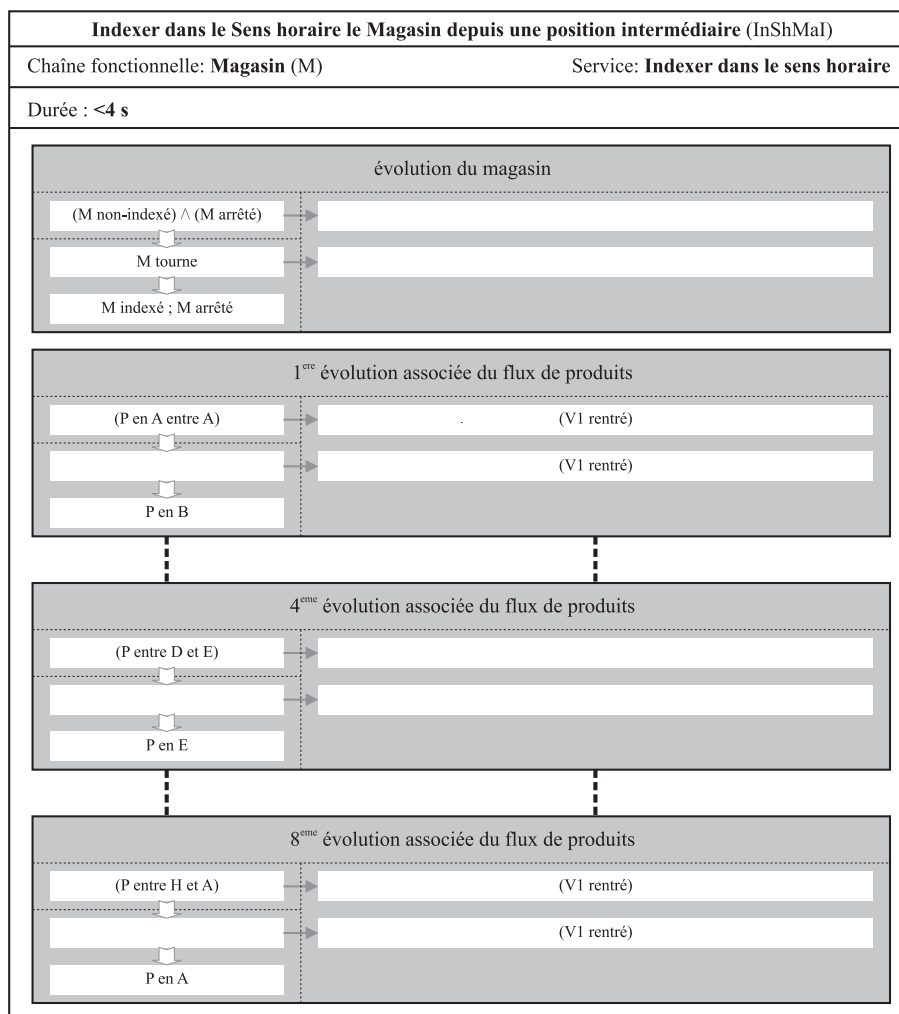 Indexer dans le Sens horaire le Magasin depuis une position intermédiaire (InShMaI)
Chaîne fonctionnelle: Magasin (M) Service: Indexer dans le sens horaire
Durée : <4 s
évolution du magasin
(M non-indexé) /\ (M arrêté)
M tourne
M indexé ; M arrêté
1ere évolution associée du flux de produits
(P en A entre A) . (V1 rentré)
(V1 rentré)
P en B
4eme évolution associée du flux de produits
(P entre D et E)
P en E
8eme évolution associée du flux de produits
(P entre H et A) (V1 rentré)
(V1 rentré)
P en A